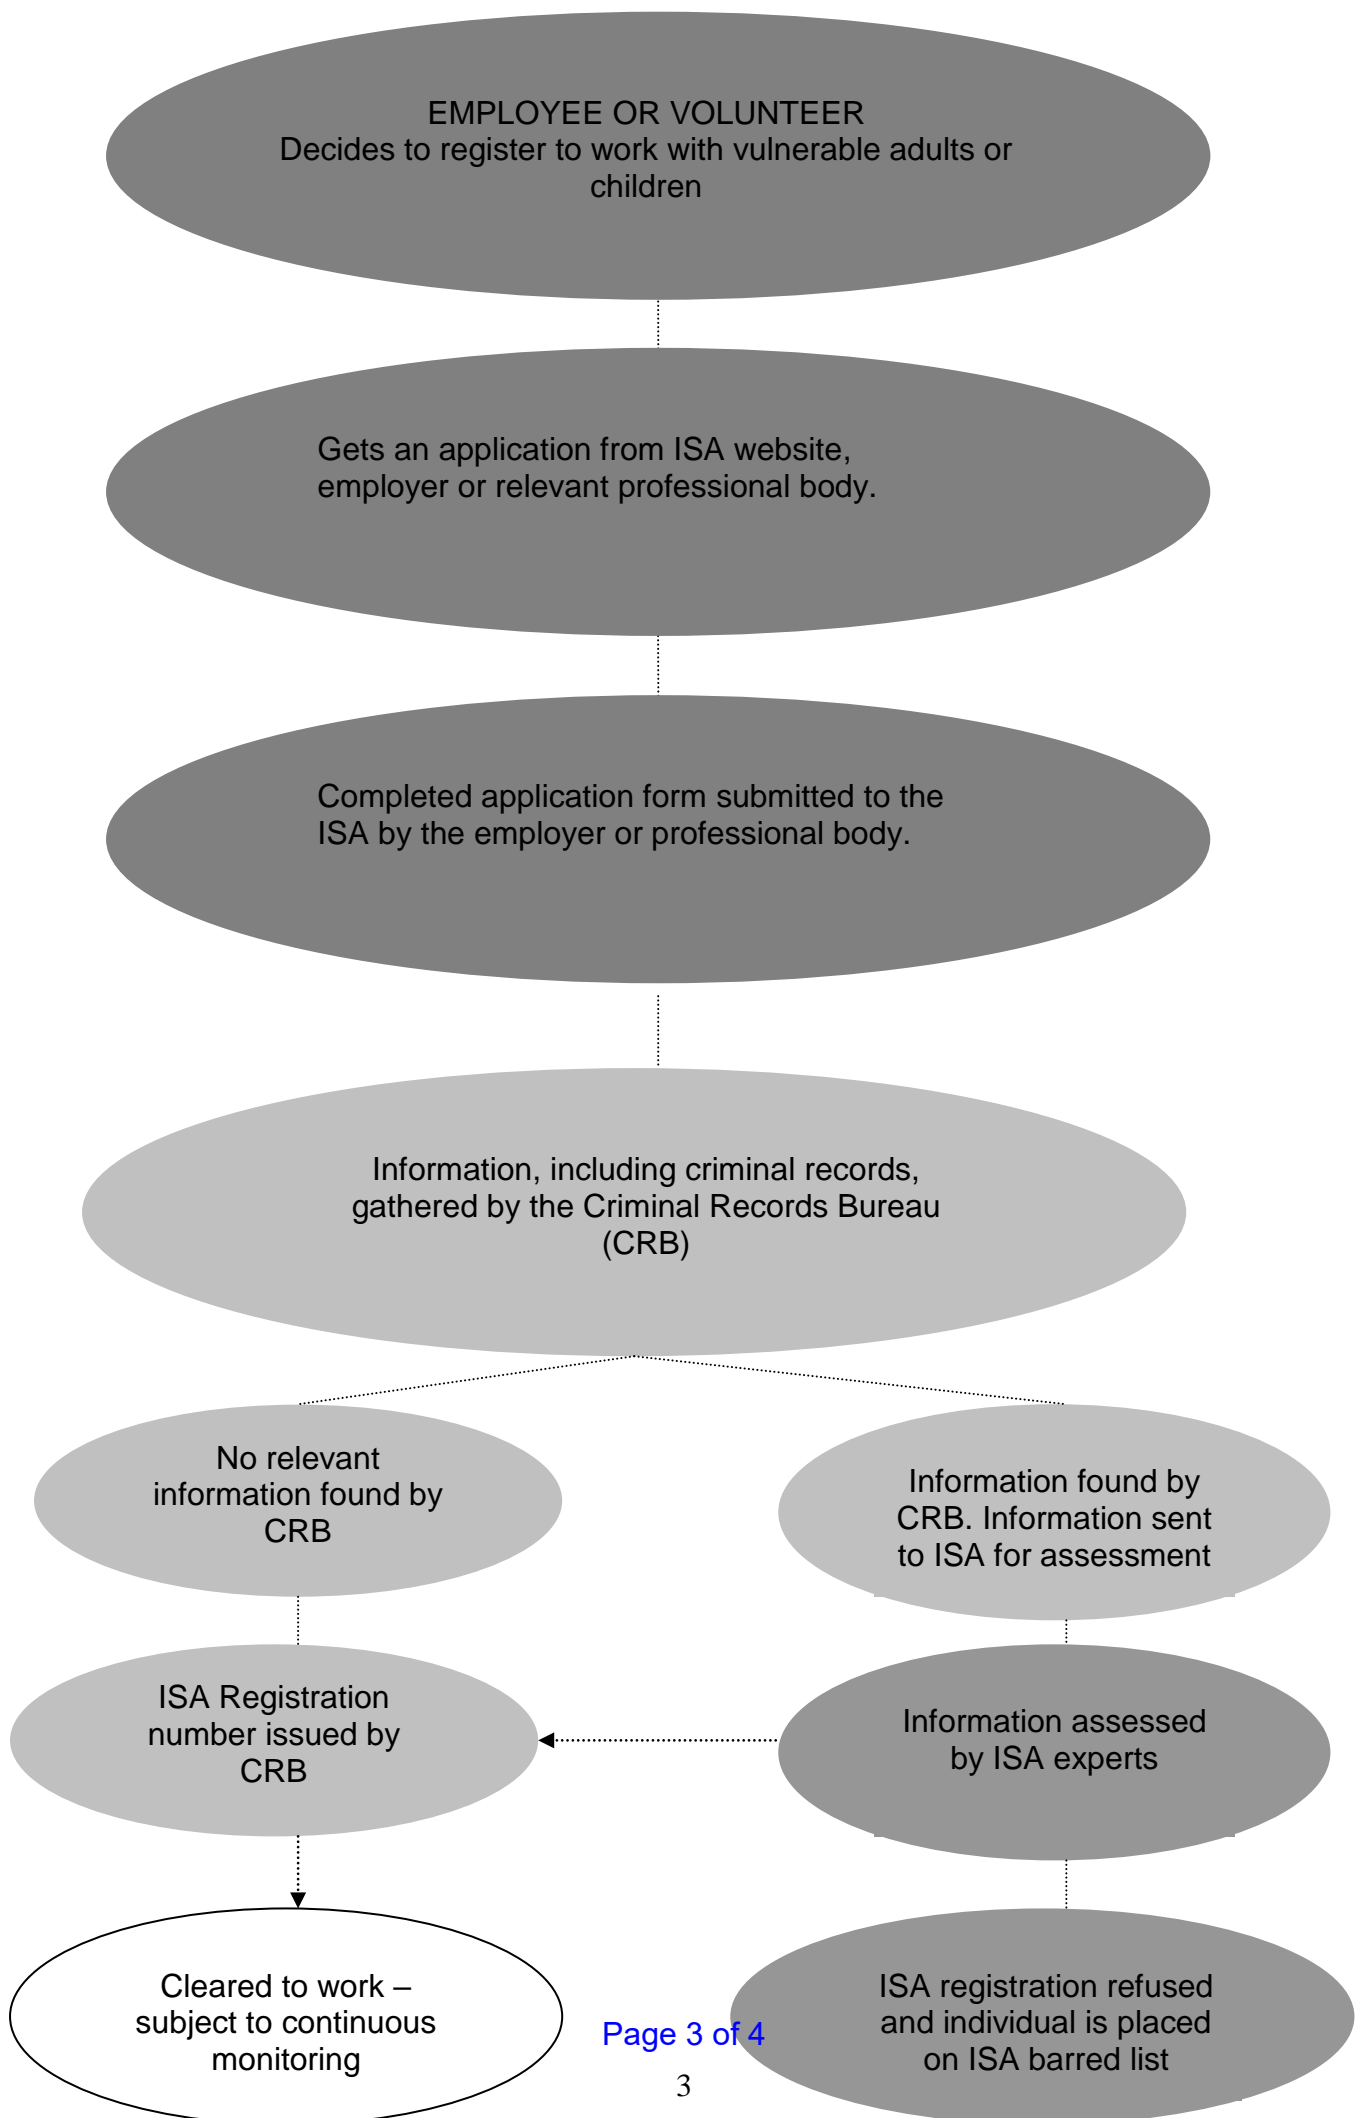 EMPLOYEE OR VOLUNTEER
Decides to register to work with vulnerable adults or
children
Gets an application from ISA website,
employer or relevant professional body.
Completed application form submitted to the
ISA by the employer or professional body.
Information, including criminal records,
gathered by the Criminal Records Bureau
(CRB)
No relevant
information found by
CRB
Information found by
CRB. Information sent
to ISA for assessment
ISA Registration
number issued by
CRB
Information assessed
by ISA experts
Cleared to work –
subject to continuous
monitoring
ISA registration refused
and individual is placed
on ISA barred list
Page 3 of 4
3